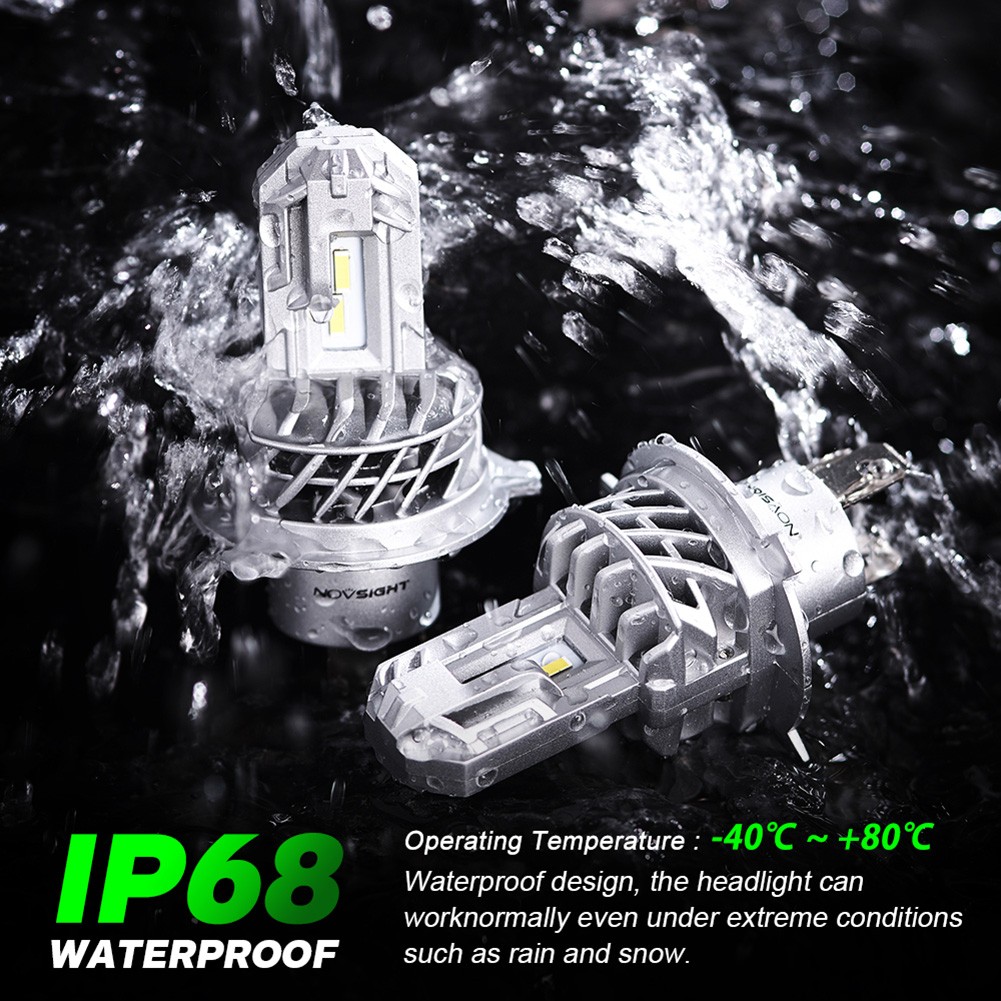 NOVSIGHT
NOVSIGHT
IP68
WATERPROOF
Operating Temperature : -40℃ ~ +80℃
Waterproof design, the headlight can
worknormally even under extreme conditions
such as rain and snow.